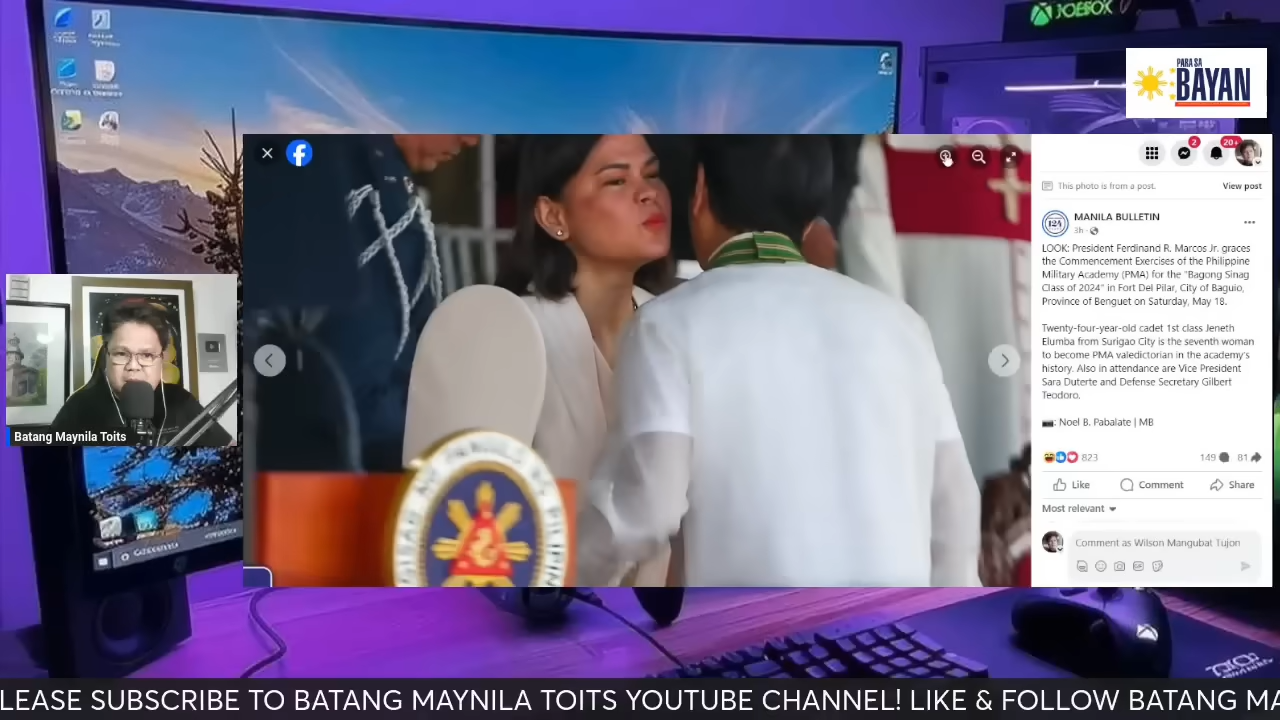 JOEBOX
PARA SA
BAYAN
2
20+
This photo is from a post.
View post
MANILA BULLETIN
3h
LOOK: President Ferdinand R. Marcos Jr. graces
the Commencement Exercises of the Philippine
Military Academy (PMA) for the "Bagong Sinag
Class of 2024" in Fort Del Pilar, City of Baguio,
Province of Benguet on Saturday, May 18.
Twenty-four-year-old cadet 1st class Jeneth
Elumba from Surigao City is the seventh woman
to become PMA valedictorian in the academy's
history. Also in attendance are Vice President
Sara Duterte and Defense Secretary Gilbert
Teodoro.
: Noel B. Pabalate | MB
823
149
81
Like
Comment
Share
Most relevant
Comment as Wilson Mangubat Tujon
Batang Maynila Toits
LEASE SUBSCRIBE TO BATANG MAYNILA TOITS YOUTUBE CHANNEL! LIKE & FOLLOW BATANG MA